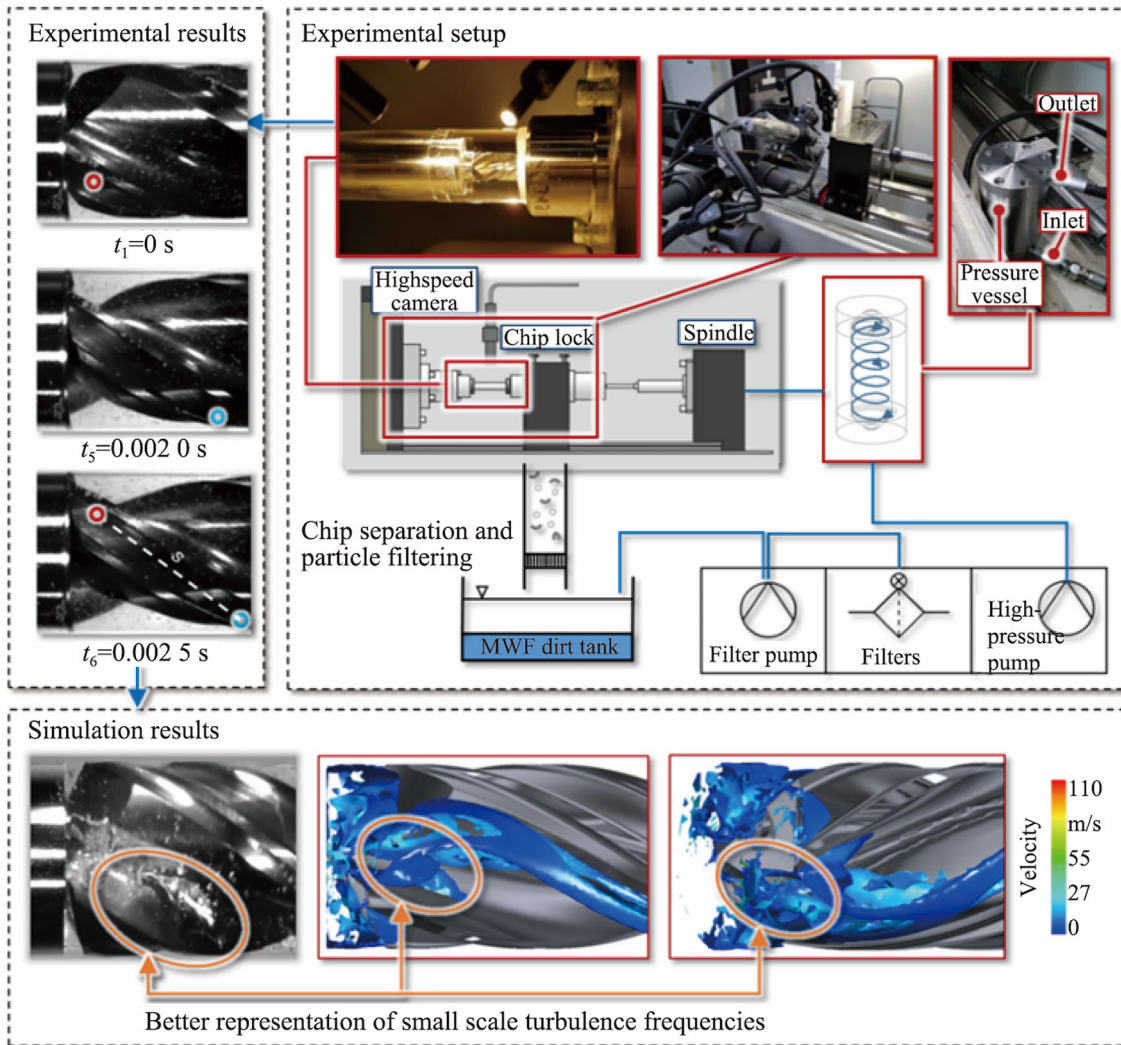 Experimental results
t1=0 s
t5=0.002 0 s
S
t6=0.002 5 s
Experimental setup
Outlet
Inlet
Pressure
vessel
Highspeed
camera
Chip lock
Spindle
Chip separation and
particle filtering
MWF dirt tank
Filter pump
Filters
High-
pressure
pump
Simulation results
Velocity
110
m/s
55
27
0
Better representation of small scale turbulence frequencies